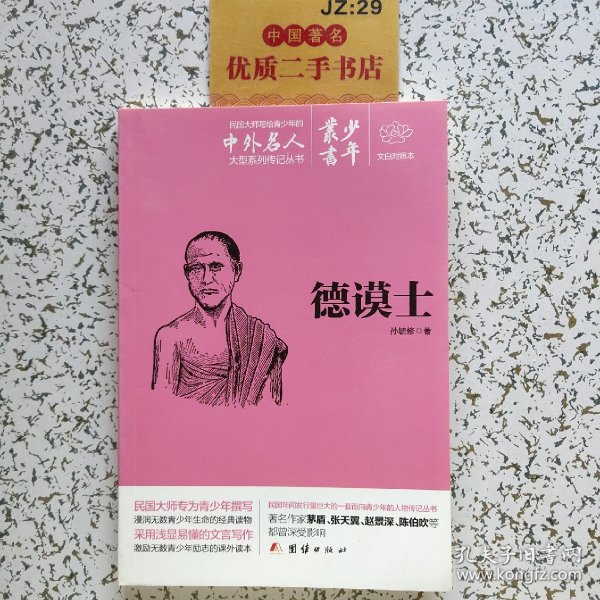 JZ:29
中国著名
优质二手书店
民国大师写给青少年的
中外名人
大型系列传记丛书
少年
叢書
文白对照本
德谟士
孙毓修◎著
民国大师专为青少年撰写
漫润无数青少年生命的经典读物
采用浅显易懂的文言写作
激励无数青少年励志的课外读本
民国年间发行量巨大的一套面向青少年的人物传记丛书
著名作家茅盾、张天翼、赵景深、陈伯吹等
都曾深受影响
团结出版社
孔夫子旧书网
www.kongfz.com